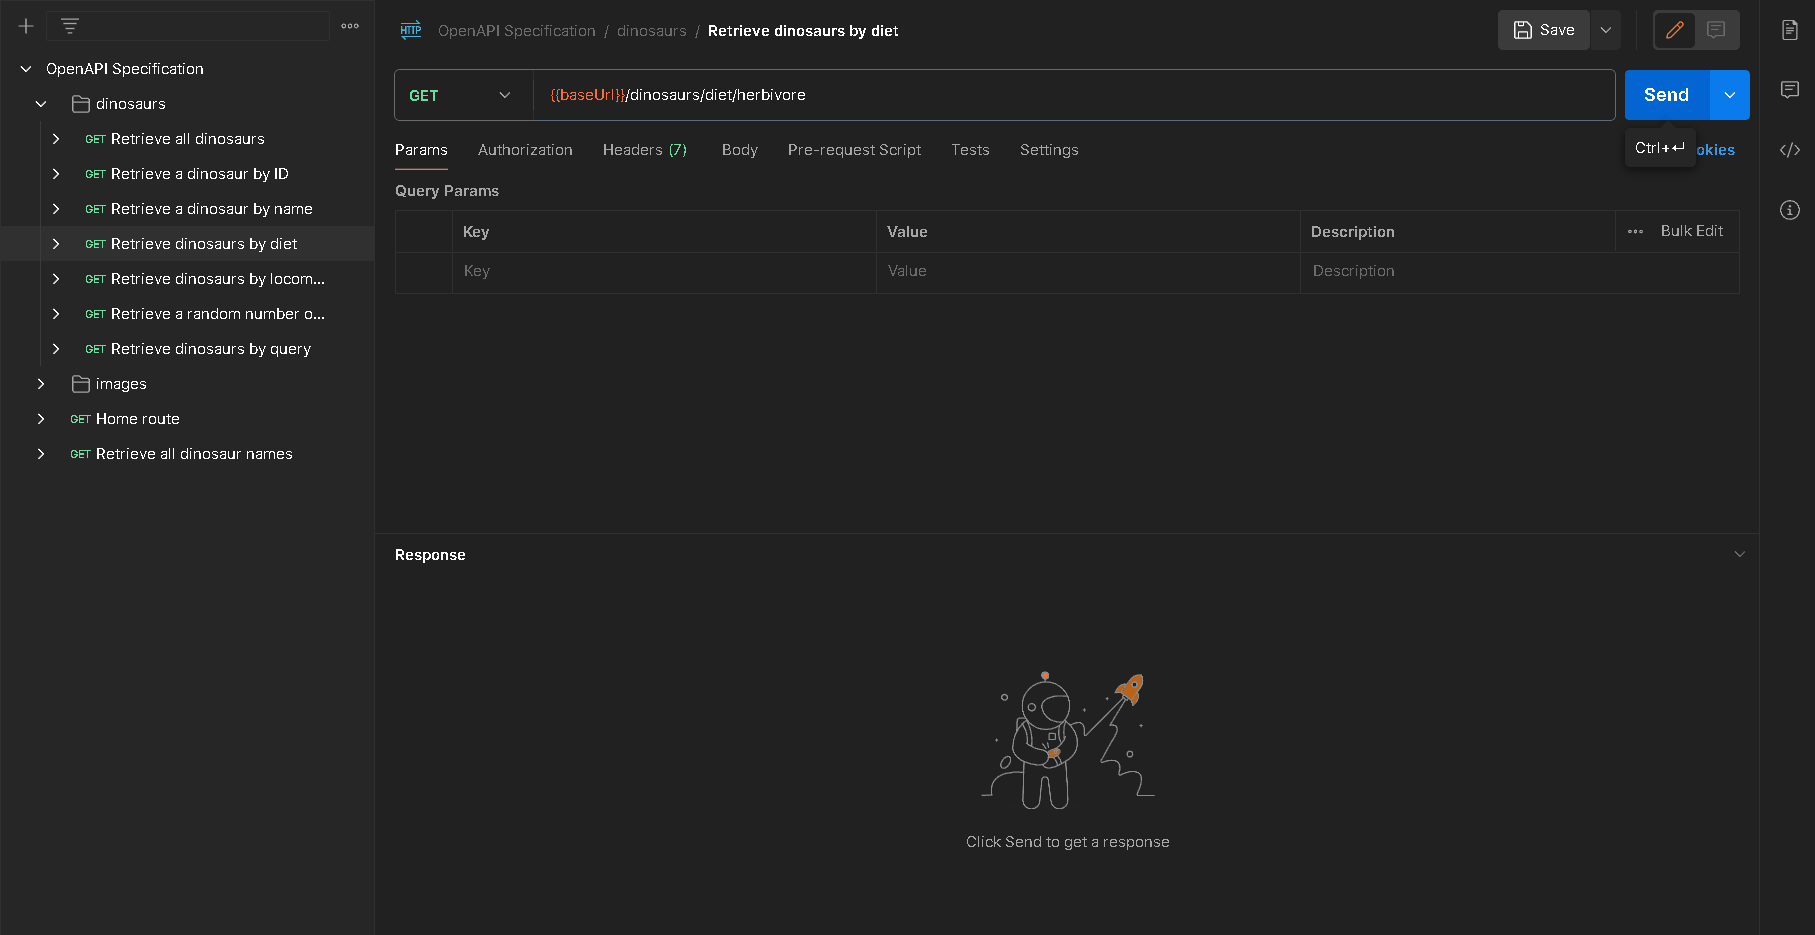 OpenAPI Specification
dinosaurs
GET Retrieve all dinosaurs
GET Retrieve a dinosaur by ID
GET Retrieve a dinosaur by name
GET Retrieve dinosaurs by diet
GET Retrieve dinosaurs by locom...
GET Retrieve a random number o...
GET Retrieve dinosaurs by query
images
GET Home route
GET Retrieve all dinosaur names
HTTP OpenAPI Specification / dinosaurs / Retrieve dinosaurs by diet
Save
GET {{baseUrl}}/dinosaurs/diet/herbivore
Send
Ctrl+↵
Params Authorization Headers (7) Body Pre-request Script Tests Settings okies
Query Params
Key Value Description Bulk Edit
Key Value Description
Response
Click Send to get a response